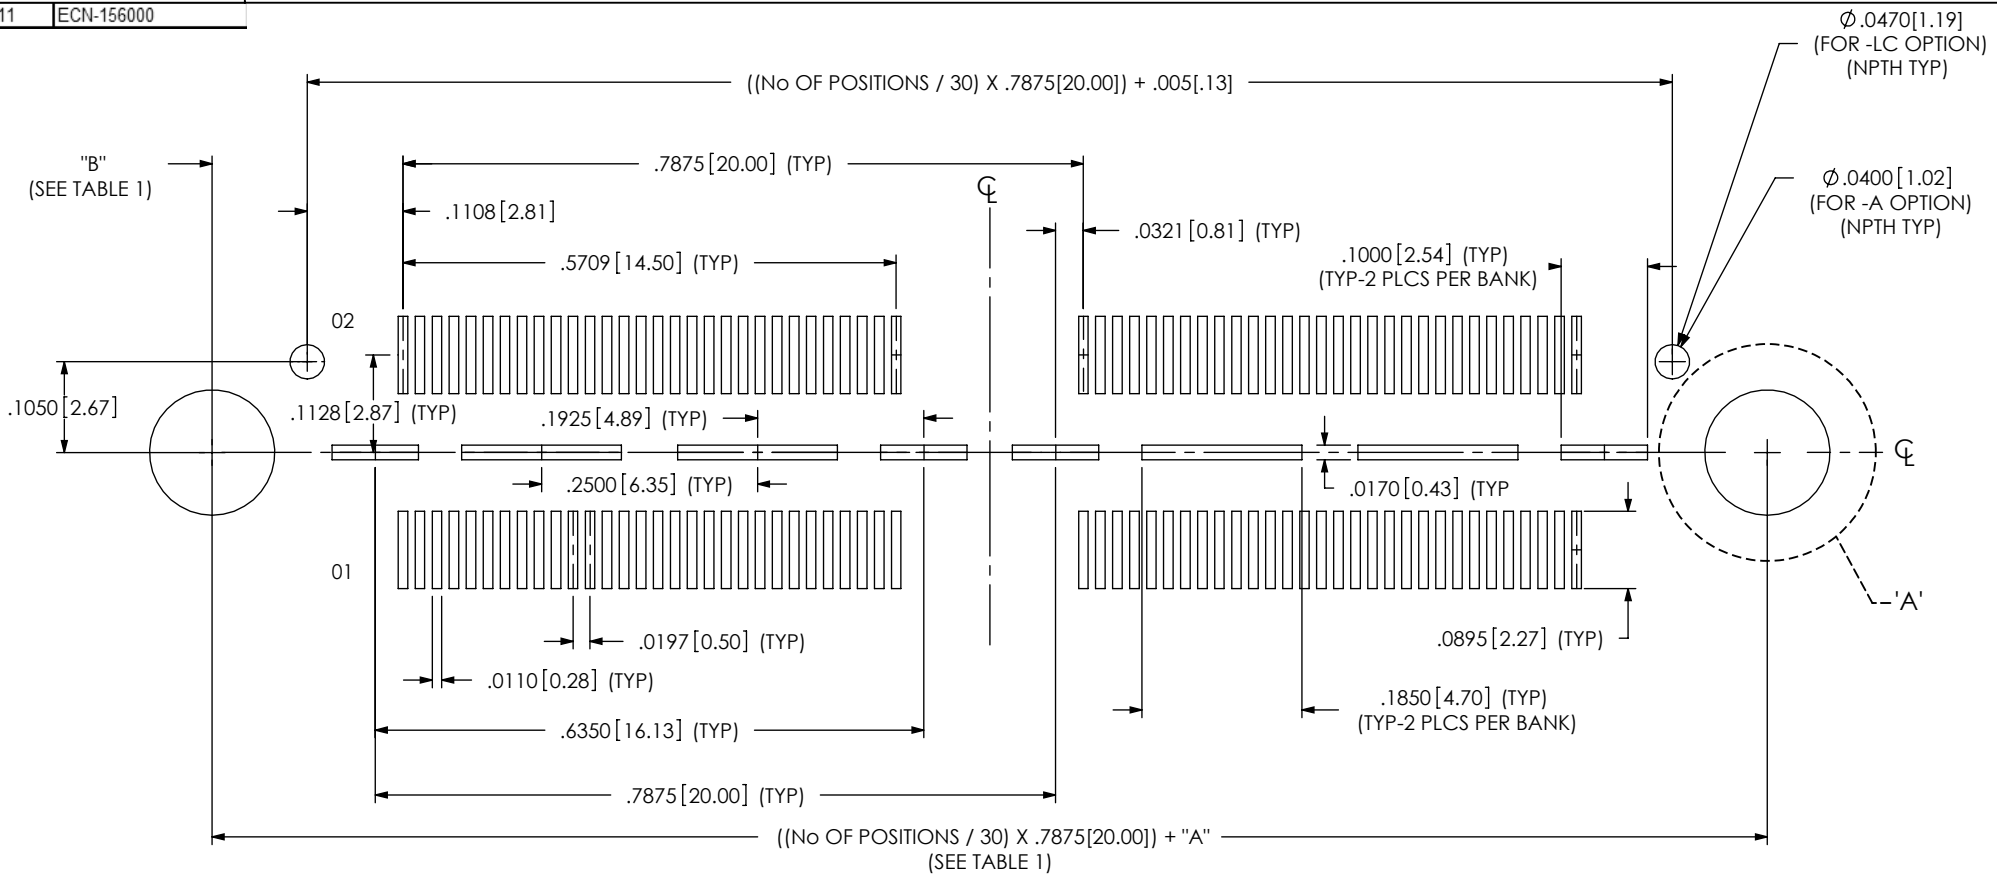 11 ECN-156000
Ø.0470[1.19]
(FOR -LC OPTION)
(NPTH TYP)
((No OF POSITIONS / 30) X .7875[20.00]) + .005[.13]
"B"
(SEE TABLE 1)
.7875[20.00] (TYP)
℄
Ø.0400[1.02]
(FOR -A OPTION)
(NPTH TYP)
.1108[2.81]
.0321[0.81] (TYP)
.5709[14.50] (TYP)
.1000[2.54] (TYP)
(TYP-2 PLCS PER BANK)
02
.1050[2.67]
.1128[2.87] (TYP)
.1925[4.89] (TYP)
℄
.2500[6.35] (TYP)
.0170[0.43] (TYP
01
'A'
.0197[0.50] (TYP)
.0895[2.27] (TYP)
.0110[0.28] (TYP)
.1850[4.70] (TYP)
(TYP-2 PLCS PER BANK)
.6350[16.13] (TYP)
.7875[20.00] (TYP)
((No OF POSITIONS / 30) X .7875[20.00]) + "A"
(SEE TABLE 1)